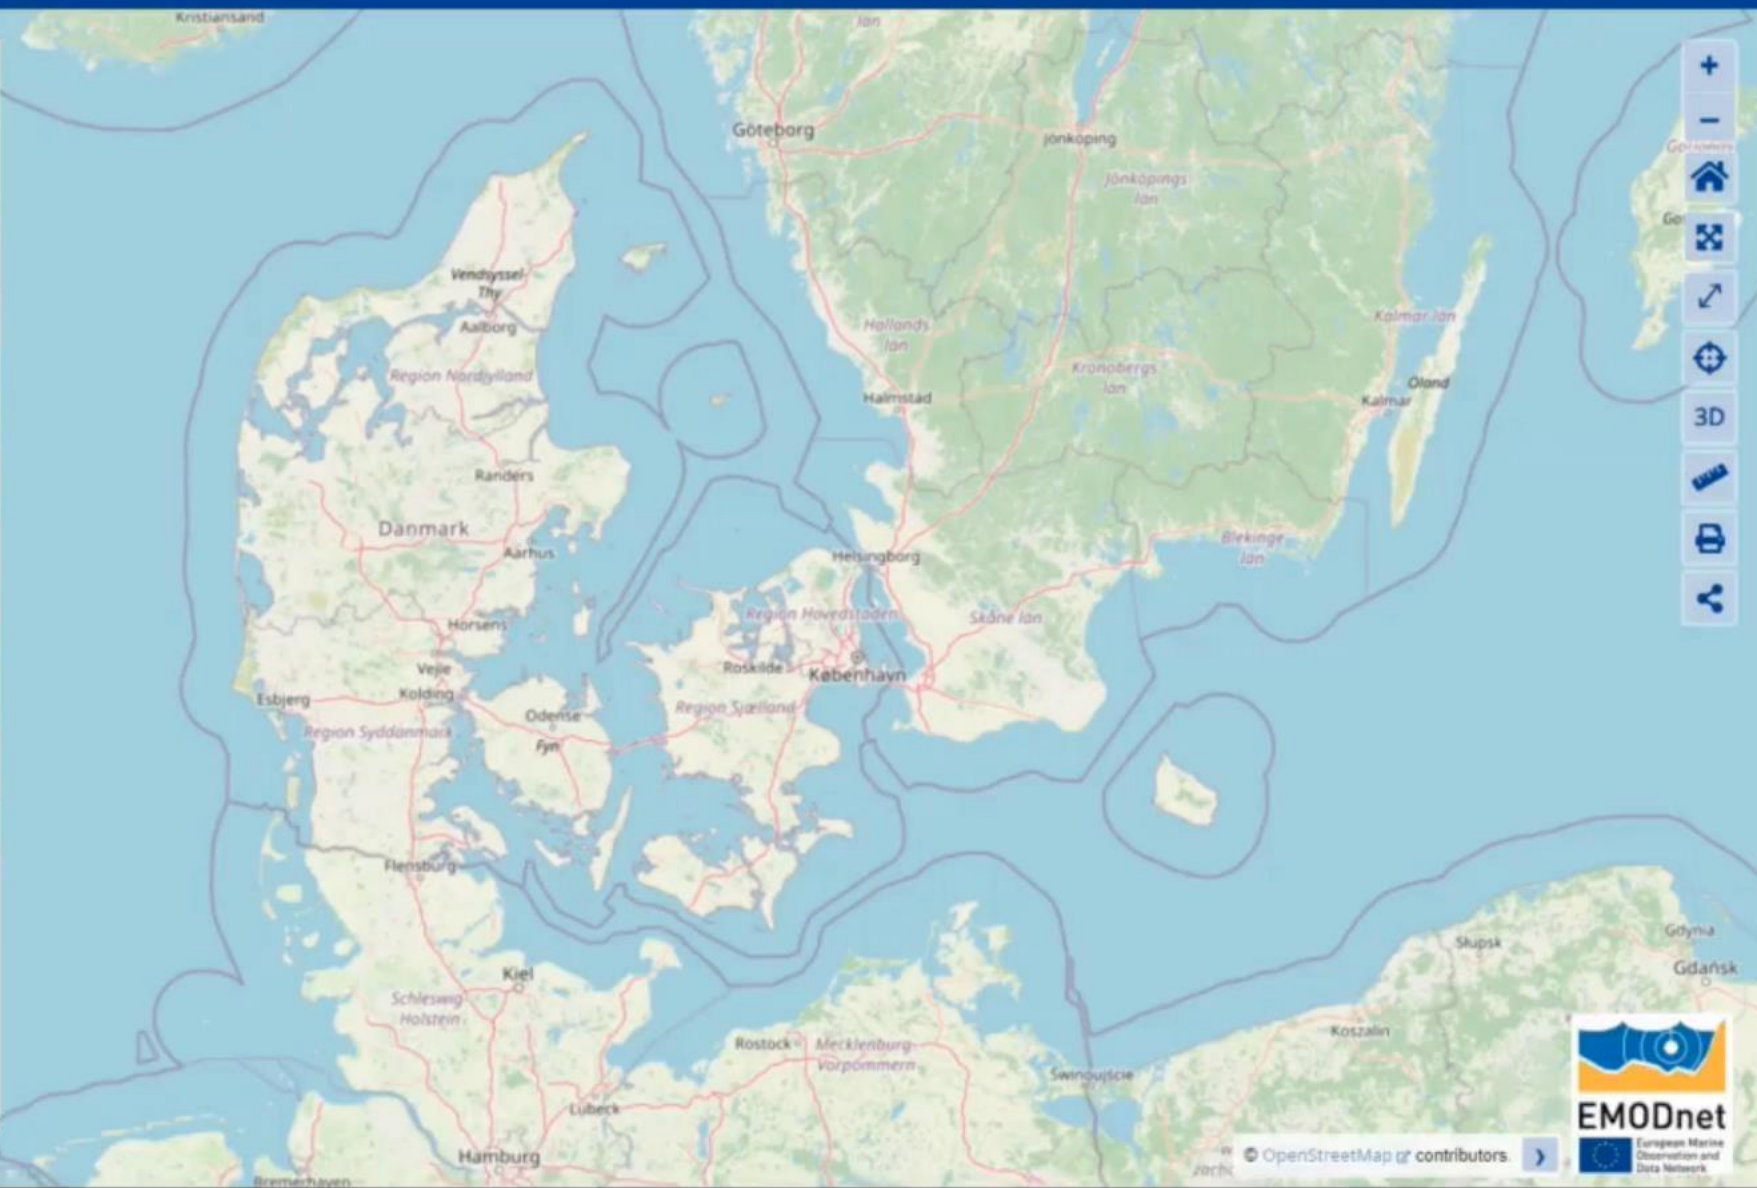 Kristiansand
län
Göteborg
Jönköping
Jönköpings
län
Vendsyssel-
Thy
Aalborg
Region Nordjylland
Hallands
län
Kronobergs
län
Kalmar län
Öland
Kalmar
Halmstad
Randers
Danmark
Aarhus
Helsingborg
Blekinge
län
Region Hovedstaden
Skåne län
Horsens
Vejle
Roskilde
København
Esbjerg
Kolding
Odense
Region Sjælland
Region Syddanmark
Fyn
Flensburg
Kiel
Schleswig-
Holstein
Słupsk
Gdynia
Gdańsk
Koszalin
Rostock
Mecklenburg-
Vorpommern
Świnoujście
Lübeck
Hamburg
Bremerhaven
3D
EMODnet
European Marine
Observation and
Data Network
© OpenStreetMap contributors